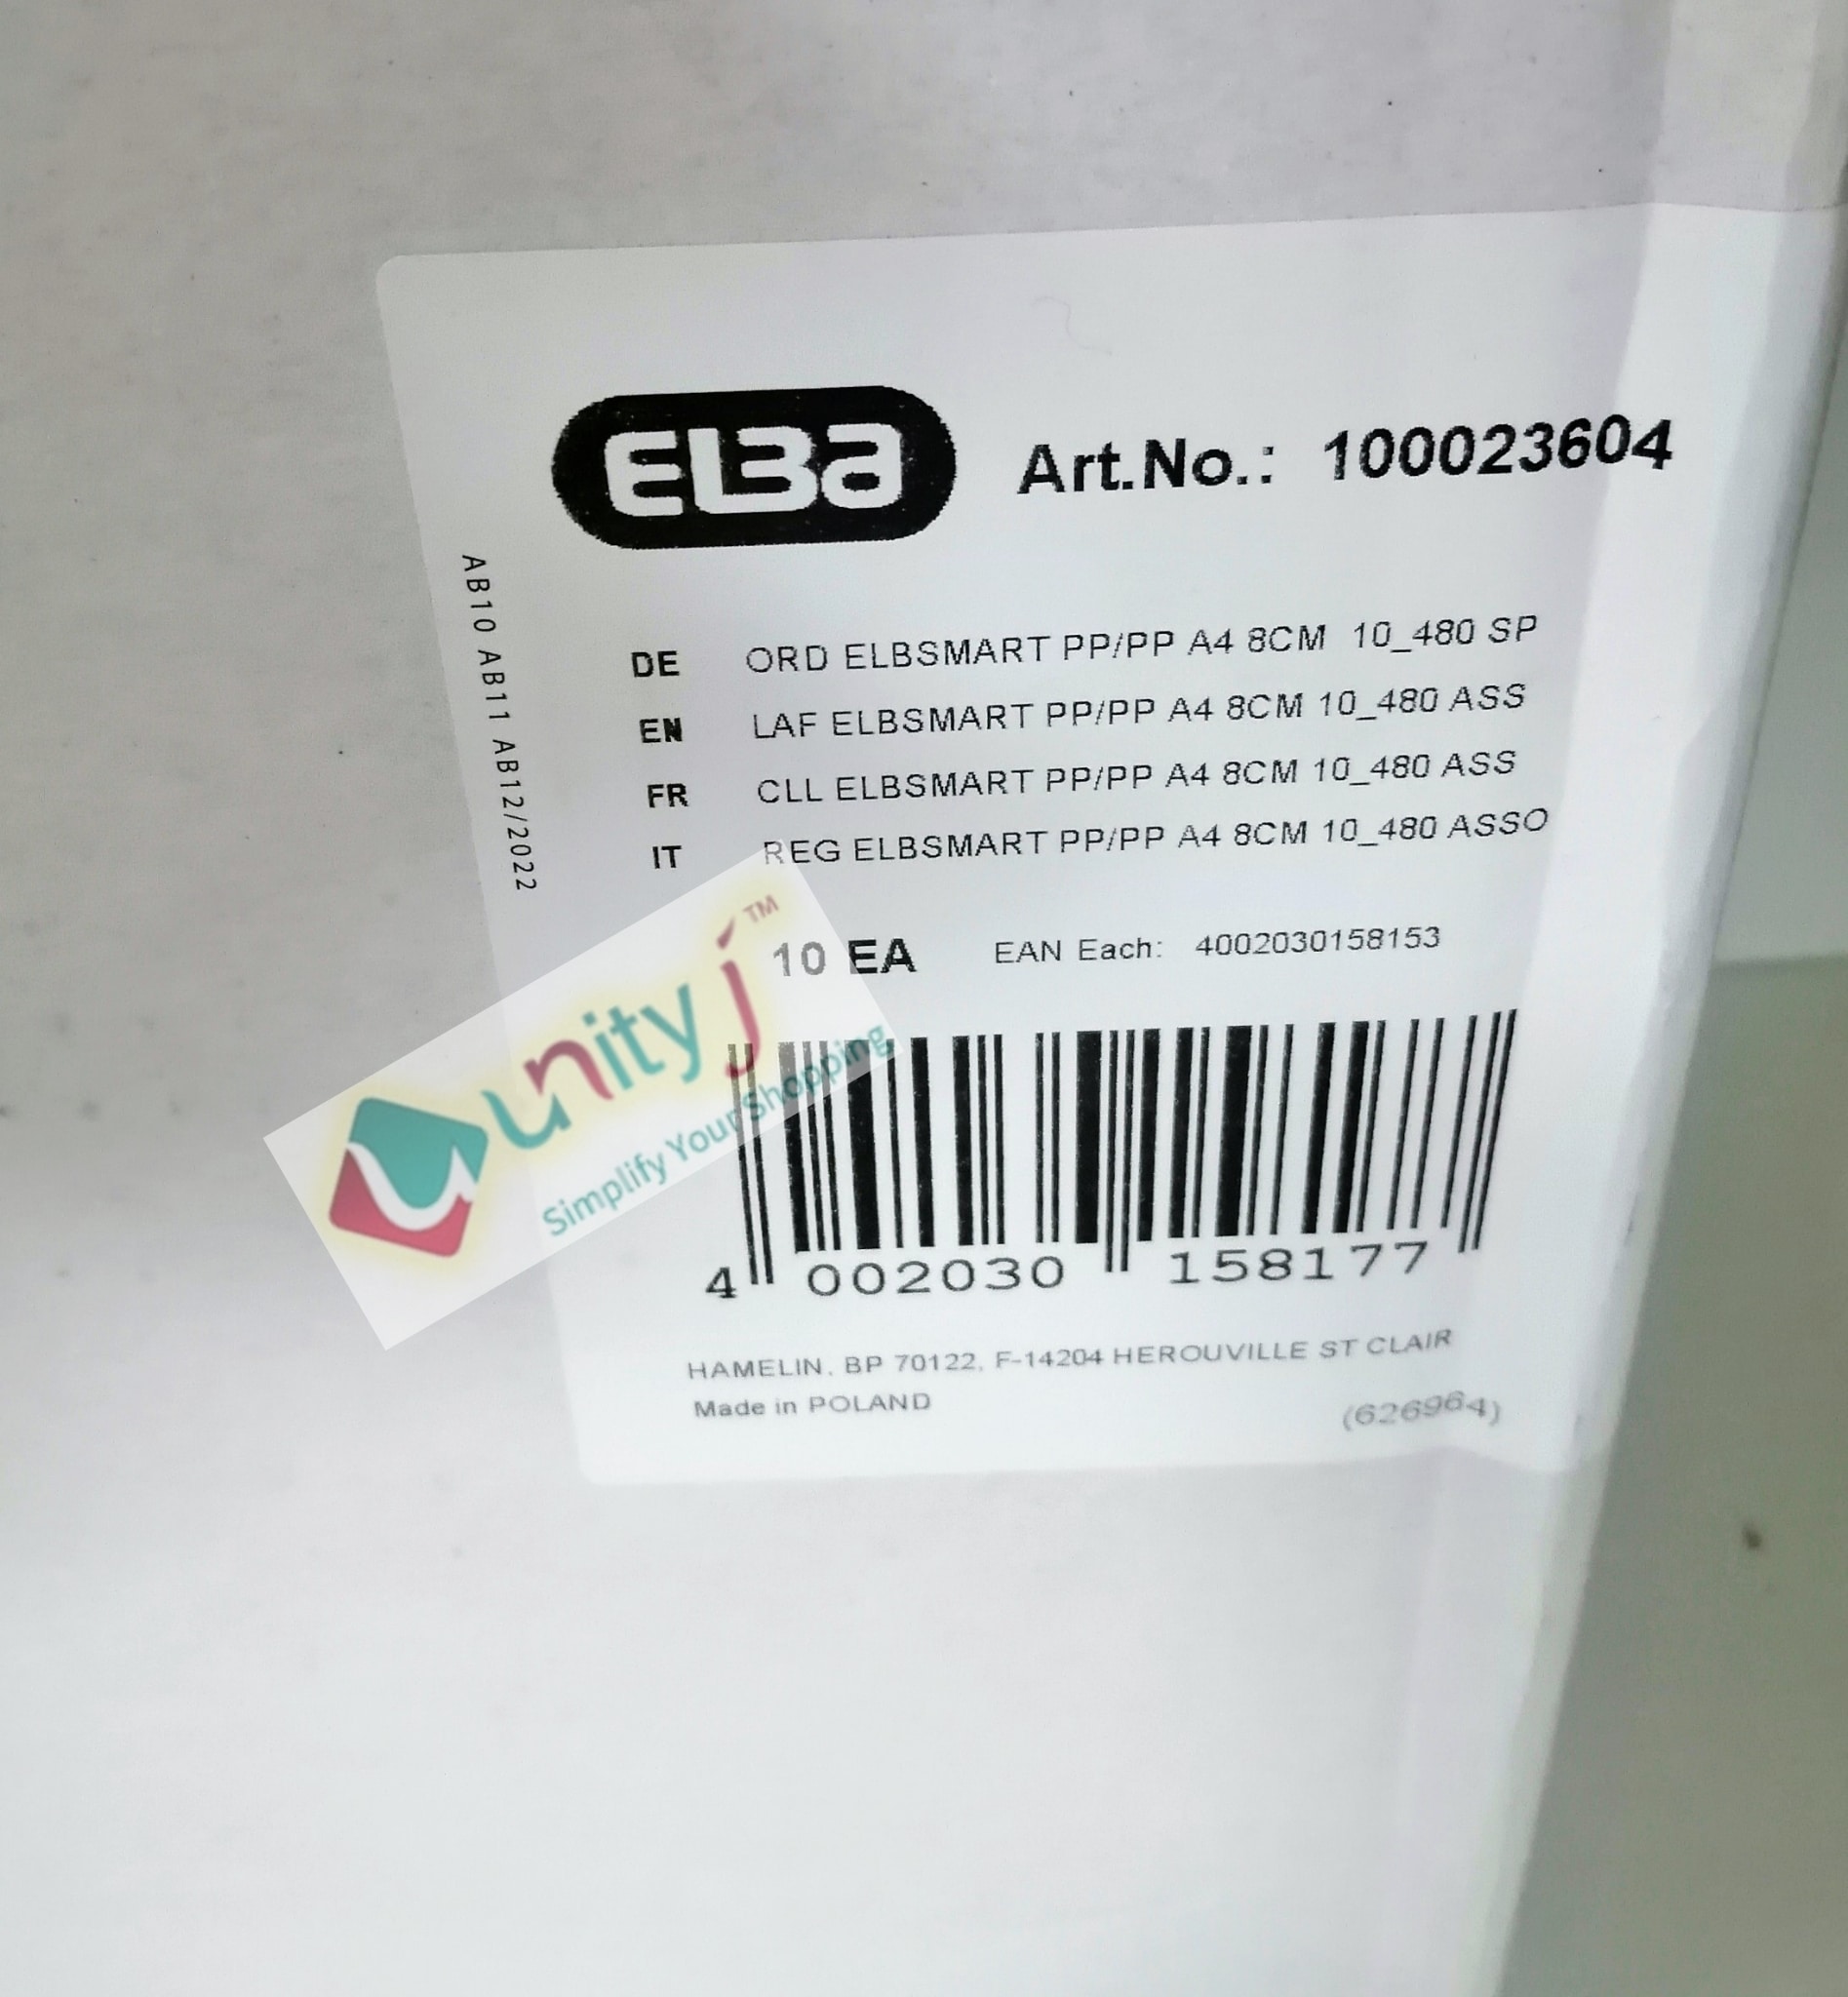 ELBA Art.No.: 100023604
AB10 AB11 AB12/2022
DE ORD ELBSMART PP/PP A4 8CM 10_480 SP
EN LAF ELBSMART PP/PP A4 8CM 10_480 ASS
FR CLL ELBSMART PP/PP A4 8CM 10_480 ASS
IT REG ELBSMART PP/PP A4 8CM 10_480 ASSO
10 EA EAN Each: 4002030158153
unityj™
Simplify Your Shopping
4 002030 158177
HAMELIN. BP 70122, F-14204 HEROUVILLE ST CLAIR
Made in POLAND
(626964)